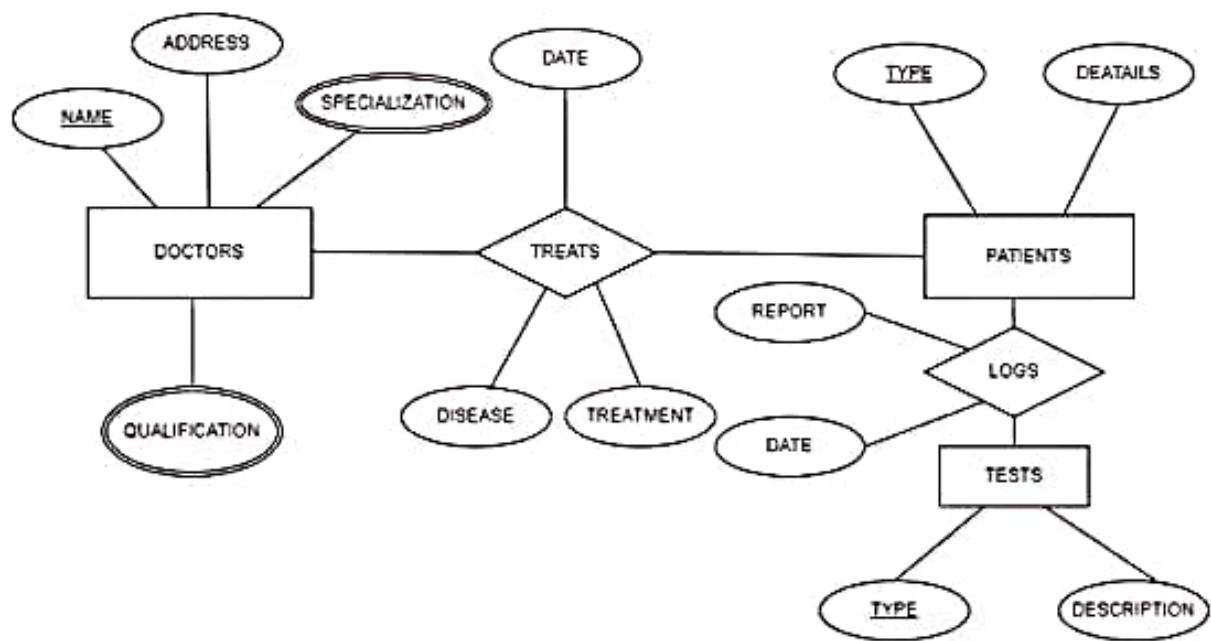 ADDRESS
DATE
TYPE
DEATAILS
NAME
SPECIALIZATION
DOCTORS
TREATS
PATIENTS
REPORT
LOGS
QUALIFICATION
DISEASE
TREATMENT
DATE
TESTS
TYPE
DESCRIPTION